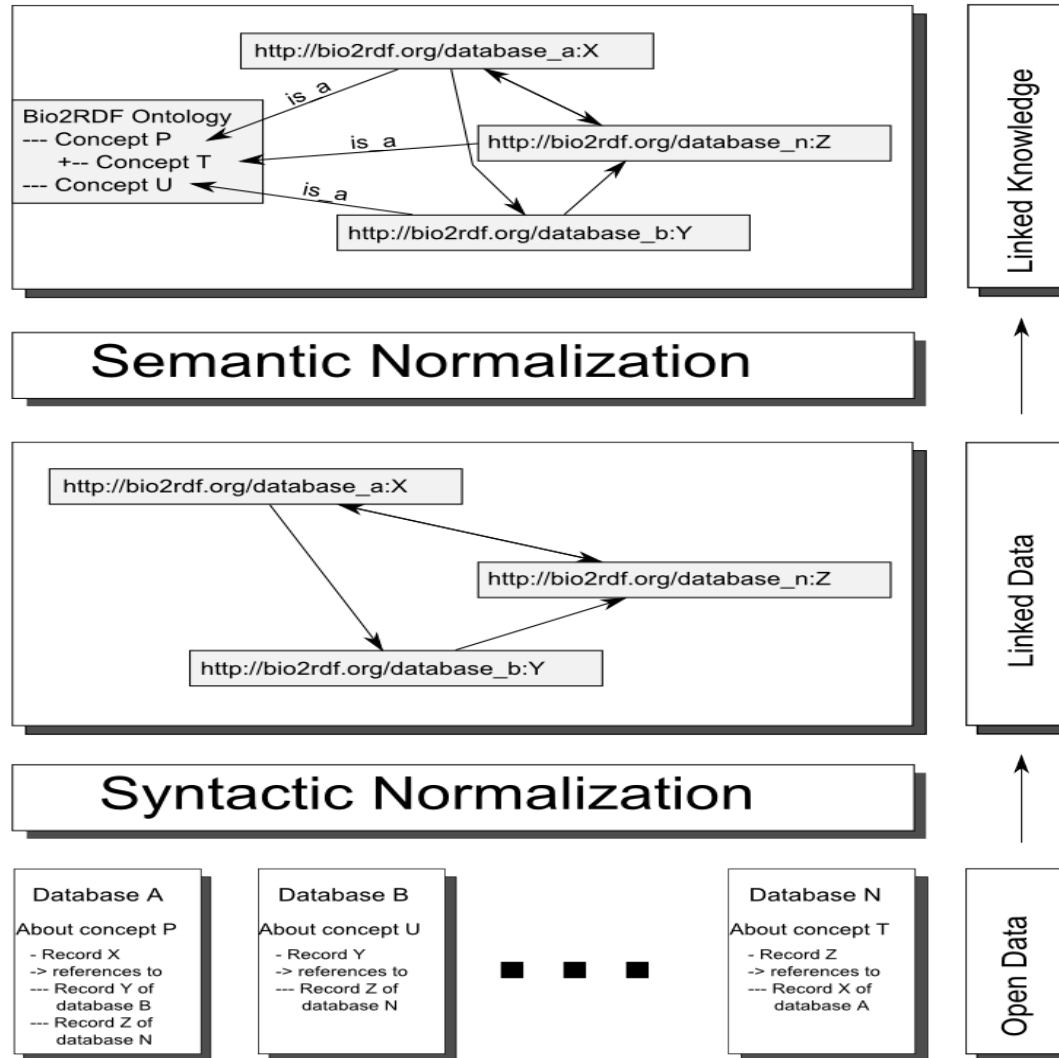 http://bio2rdf.org/database_a:X
is_a
Bio2RDF Ontology
--- Concept P
+-- Concept T
--- Concept U
is_a
http://bio2rdf.org/database_n:Z
is_a
http://bio2rdf.org/database_b:Y
Linked Knowledge
Semantic Normalization
http://bio2rdf.org/database_a:X
http://bio2rdf.org/database_n:Z
http://bio2rdf.org/database_b:Y
Linked Data
Syntactic Normalization
Database A
About concept P
- Record X
-> references to
--- Record Y of
database B
--- Record Z of
database N
Database B
About concept U
- Record Y
-> references to
--- Record Z of
database N
Database N
About concept T
- Record Z
-> references to
--- Record X of
database A
Open Data